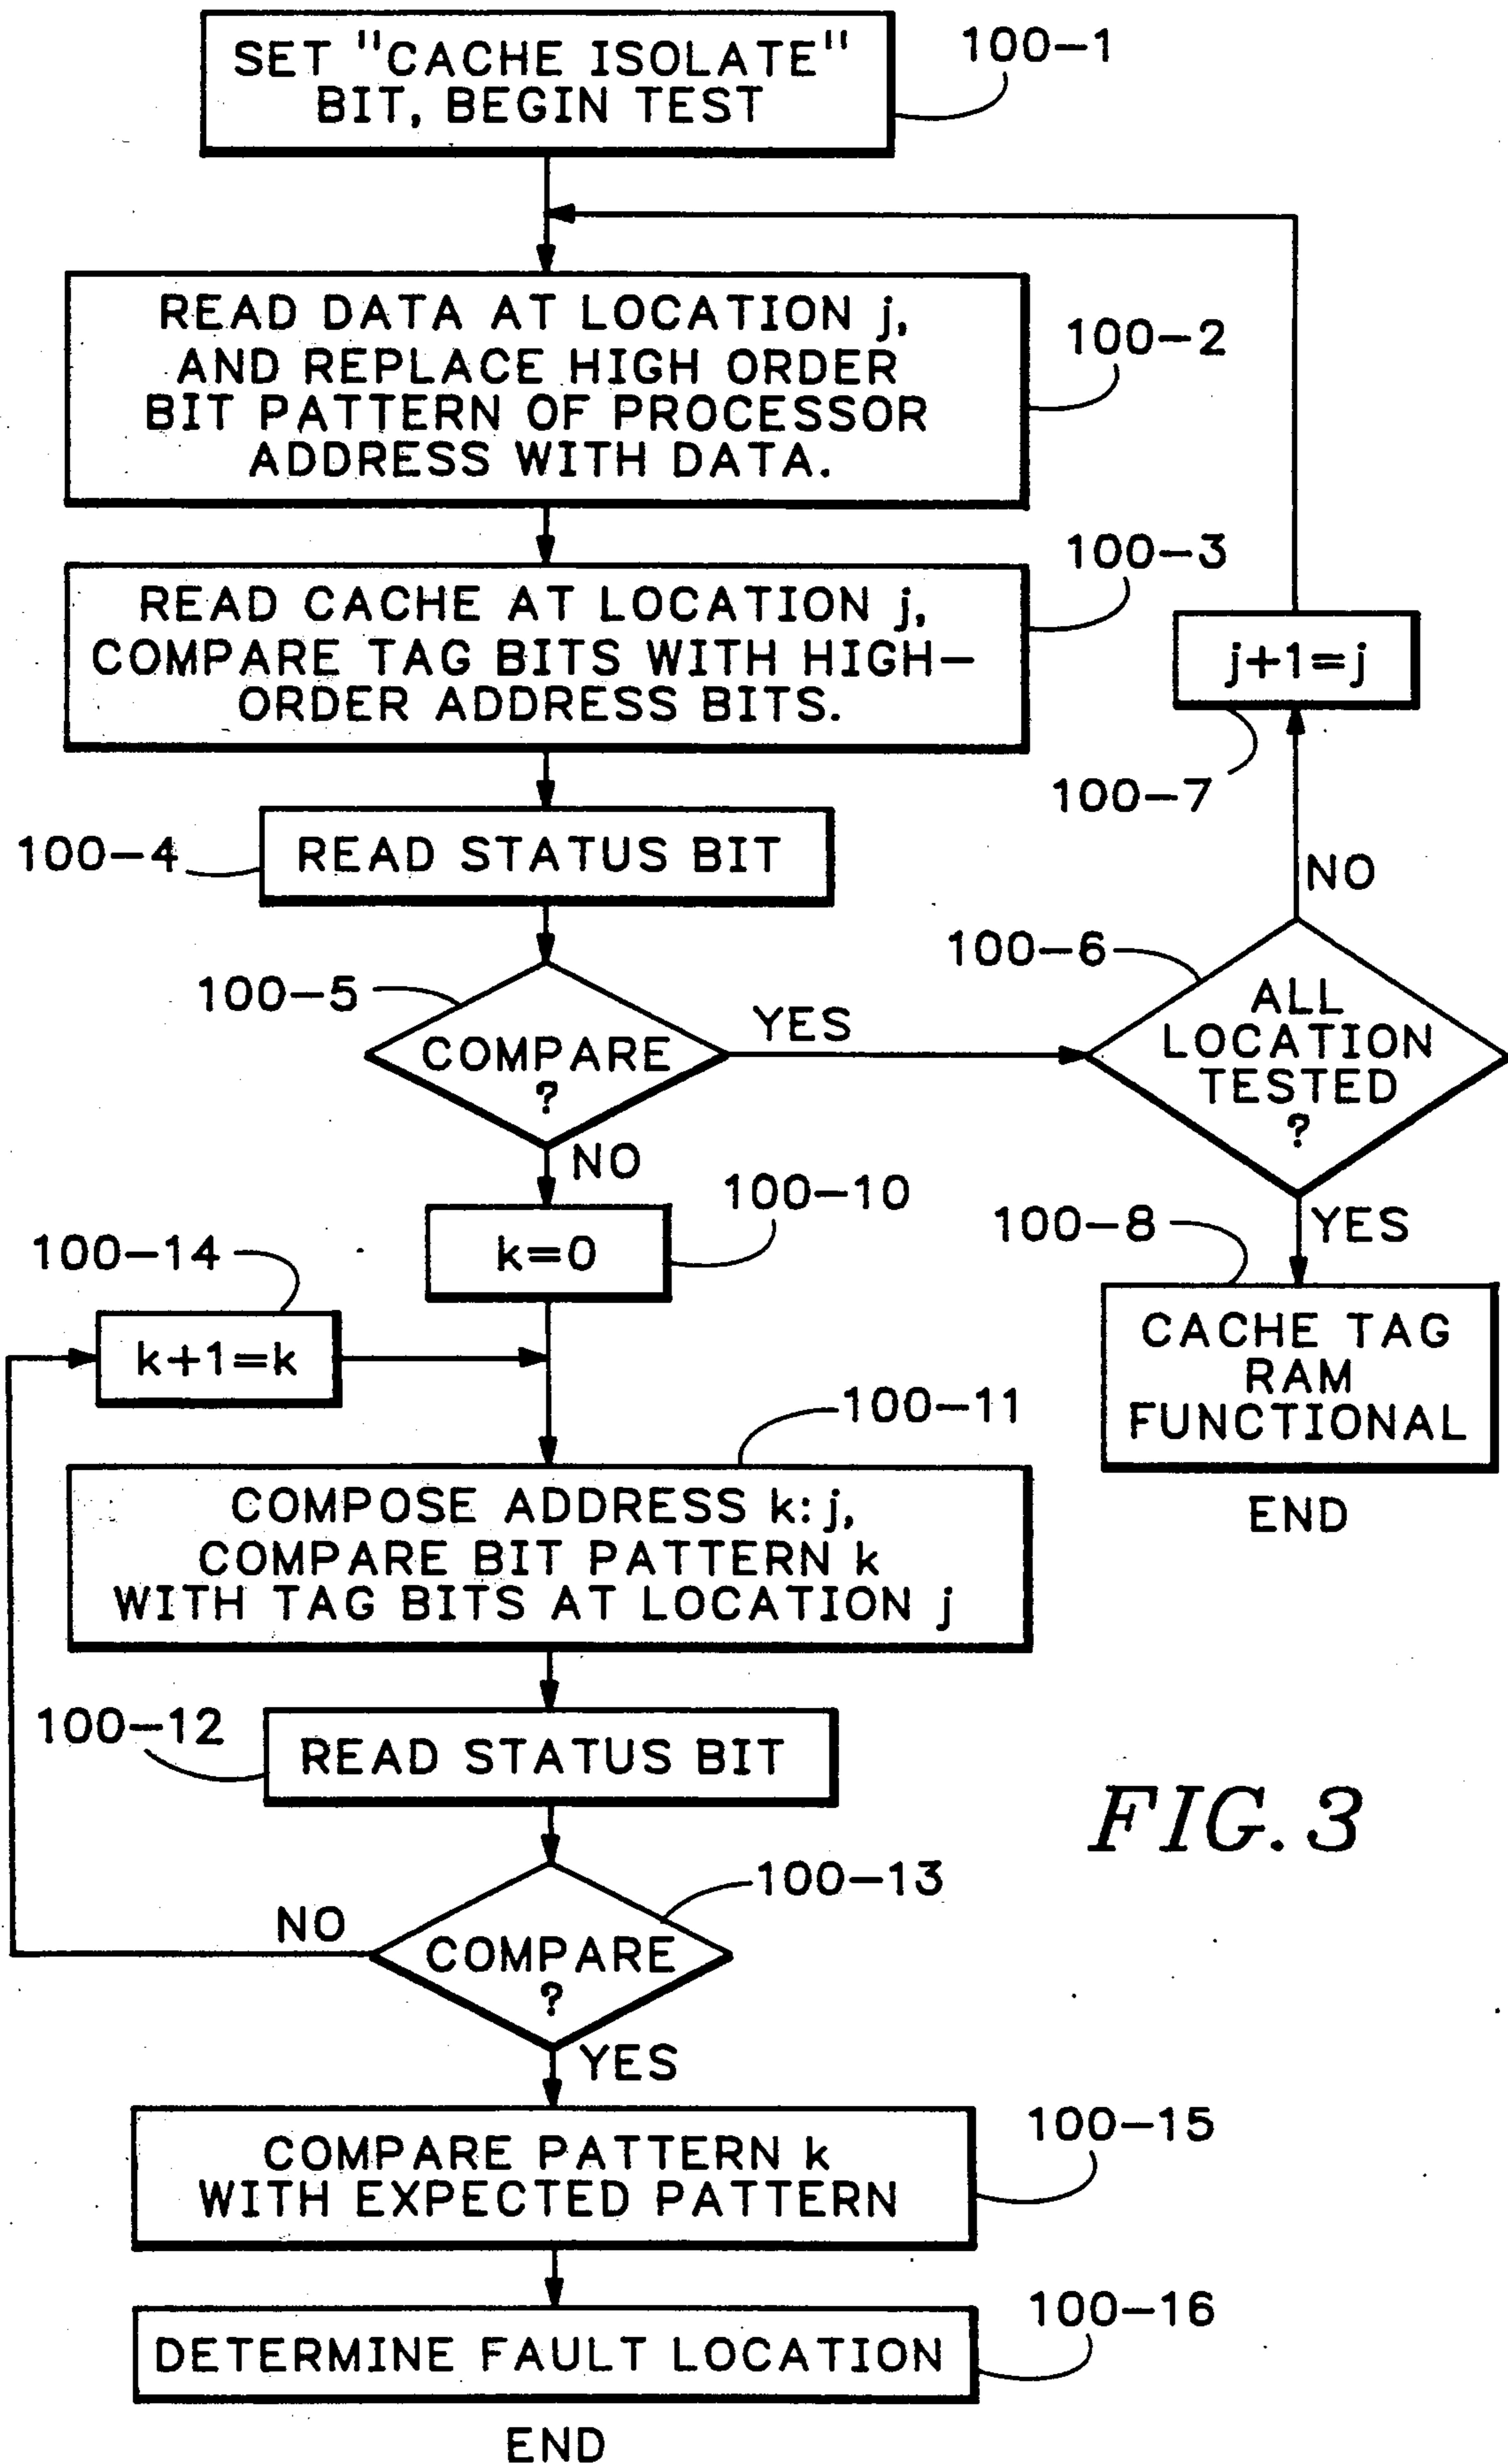 SET "CACHE ISOLATE"
BIT, BEGIN TEST
100-1
READ DATA AT LOCATION j,
AND REPLACE HIGH ORDER
BIT PATTERN OF PROCESSOR
ADDRESS WITH DATA.
100-2
READ CACHE AT LOCATION j,
COMPARE TAG BITS WITH HIGH-
ORDER ADDRESS BITS.
100-3
j+1=j
100-7
100-4
READ STATUS BIT
NO
100-5
COMPARE
?
YES
100-6
ALL
LOCATION
TESTED
?
NO
100-10
k=0
YES
100-8
CACHE TAG
RAM
FUNCTIONAL
END
100-14
k+1=k
100-11
COMPOSE ADDRESS k:j,
COMPARE BIT PATTERN k
WITH TAG BITS AT LOCATION j
100-12
READ STATUS BIT
FIG. 3
100-13
NO
COMPARE
?
YES
COMPARE PATTERN k
WITH EXPECTED PATTERN
100-15
DETERMINE FAULT LOCATION
100-16
END